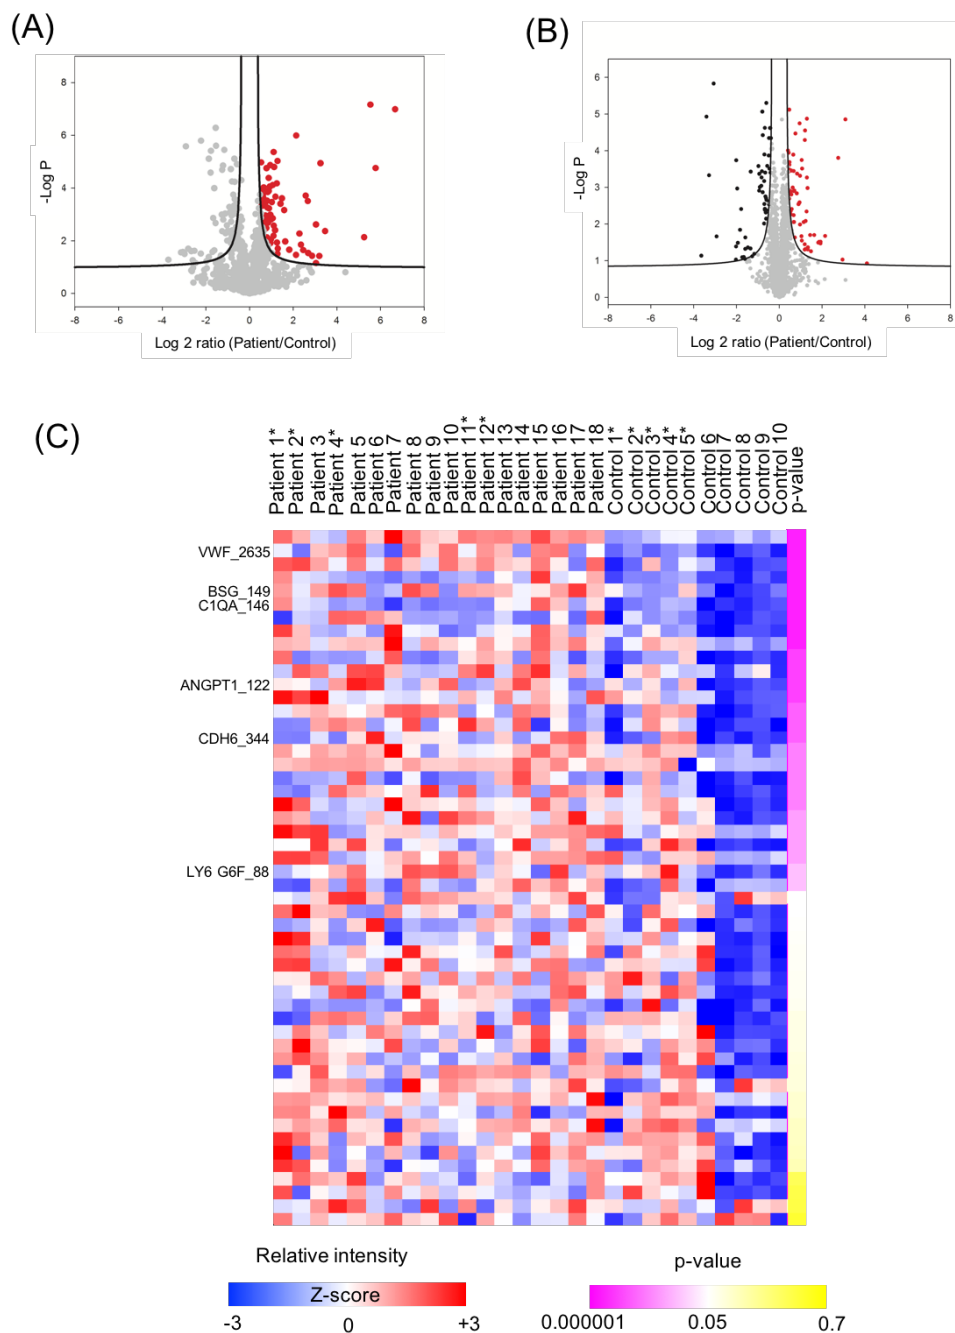 (A)
8
6
4
2
0
-Log P
-8 -6 -4 -2 0 2 4 6 8
Log 2 ratio (Patient/Control)
(B)
6
5
4
3
2
1
0
-Log P
-8 -6 -4 -2 0 2 4 6 8
Log 2 ratio (Patient/Control)
(C)
Patient 1*
Patient 2*
Patient 3
Patient 4*
Patient 5
Patient 6
Patient 7
Patient 8
Patient 9
Patient 10
Patient 11*
Patient 12*
Patient 13
Patient 14
Patient 15
Patient 16
Patient 17
Patient 18
Control 1*
Control 2*
Control 3*
Control 4*
Control 5*
Control 6
Control 7
Control 8
Control 9
Control 10
p-value
VWF_2635
BSG_149
C1QA_146
ANGPT1_122
CDH6_344
LY6 G6F_88
Relative intensity
Z-score
-3 0 +3
p-value
0.000001 0.05 0.7